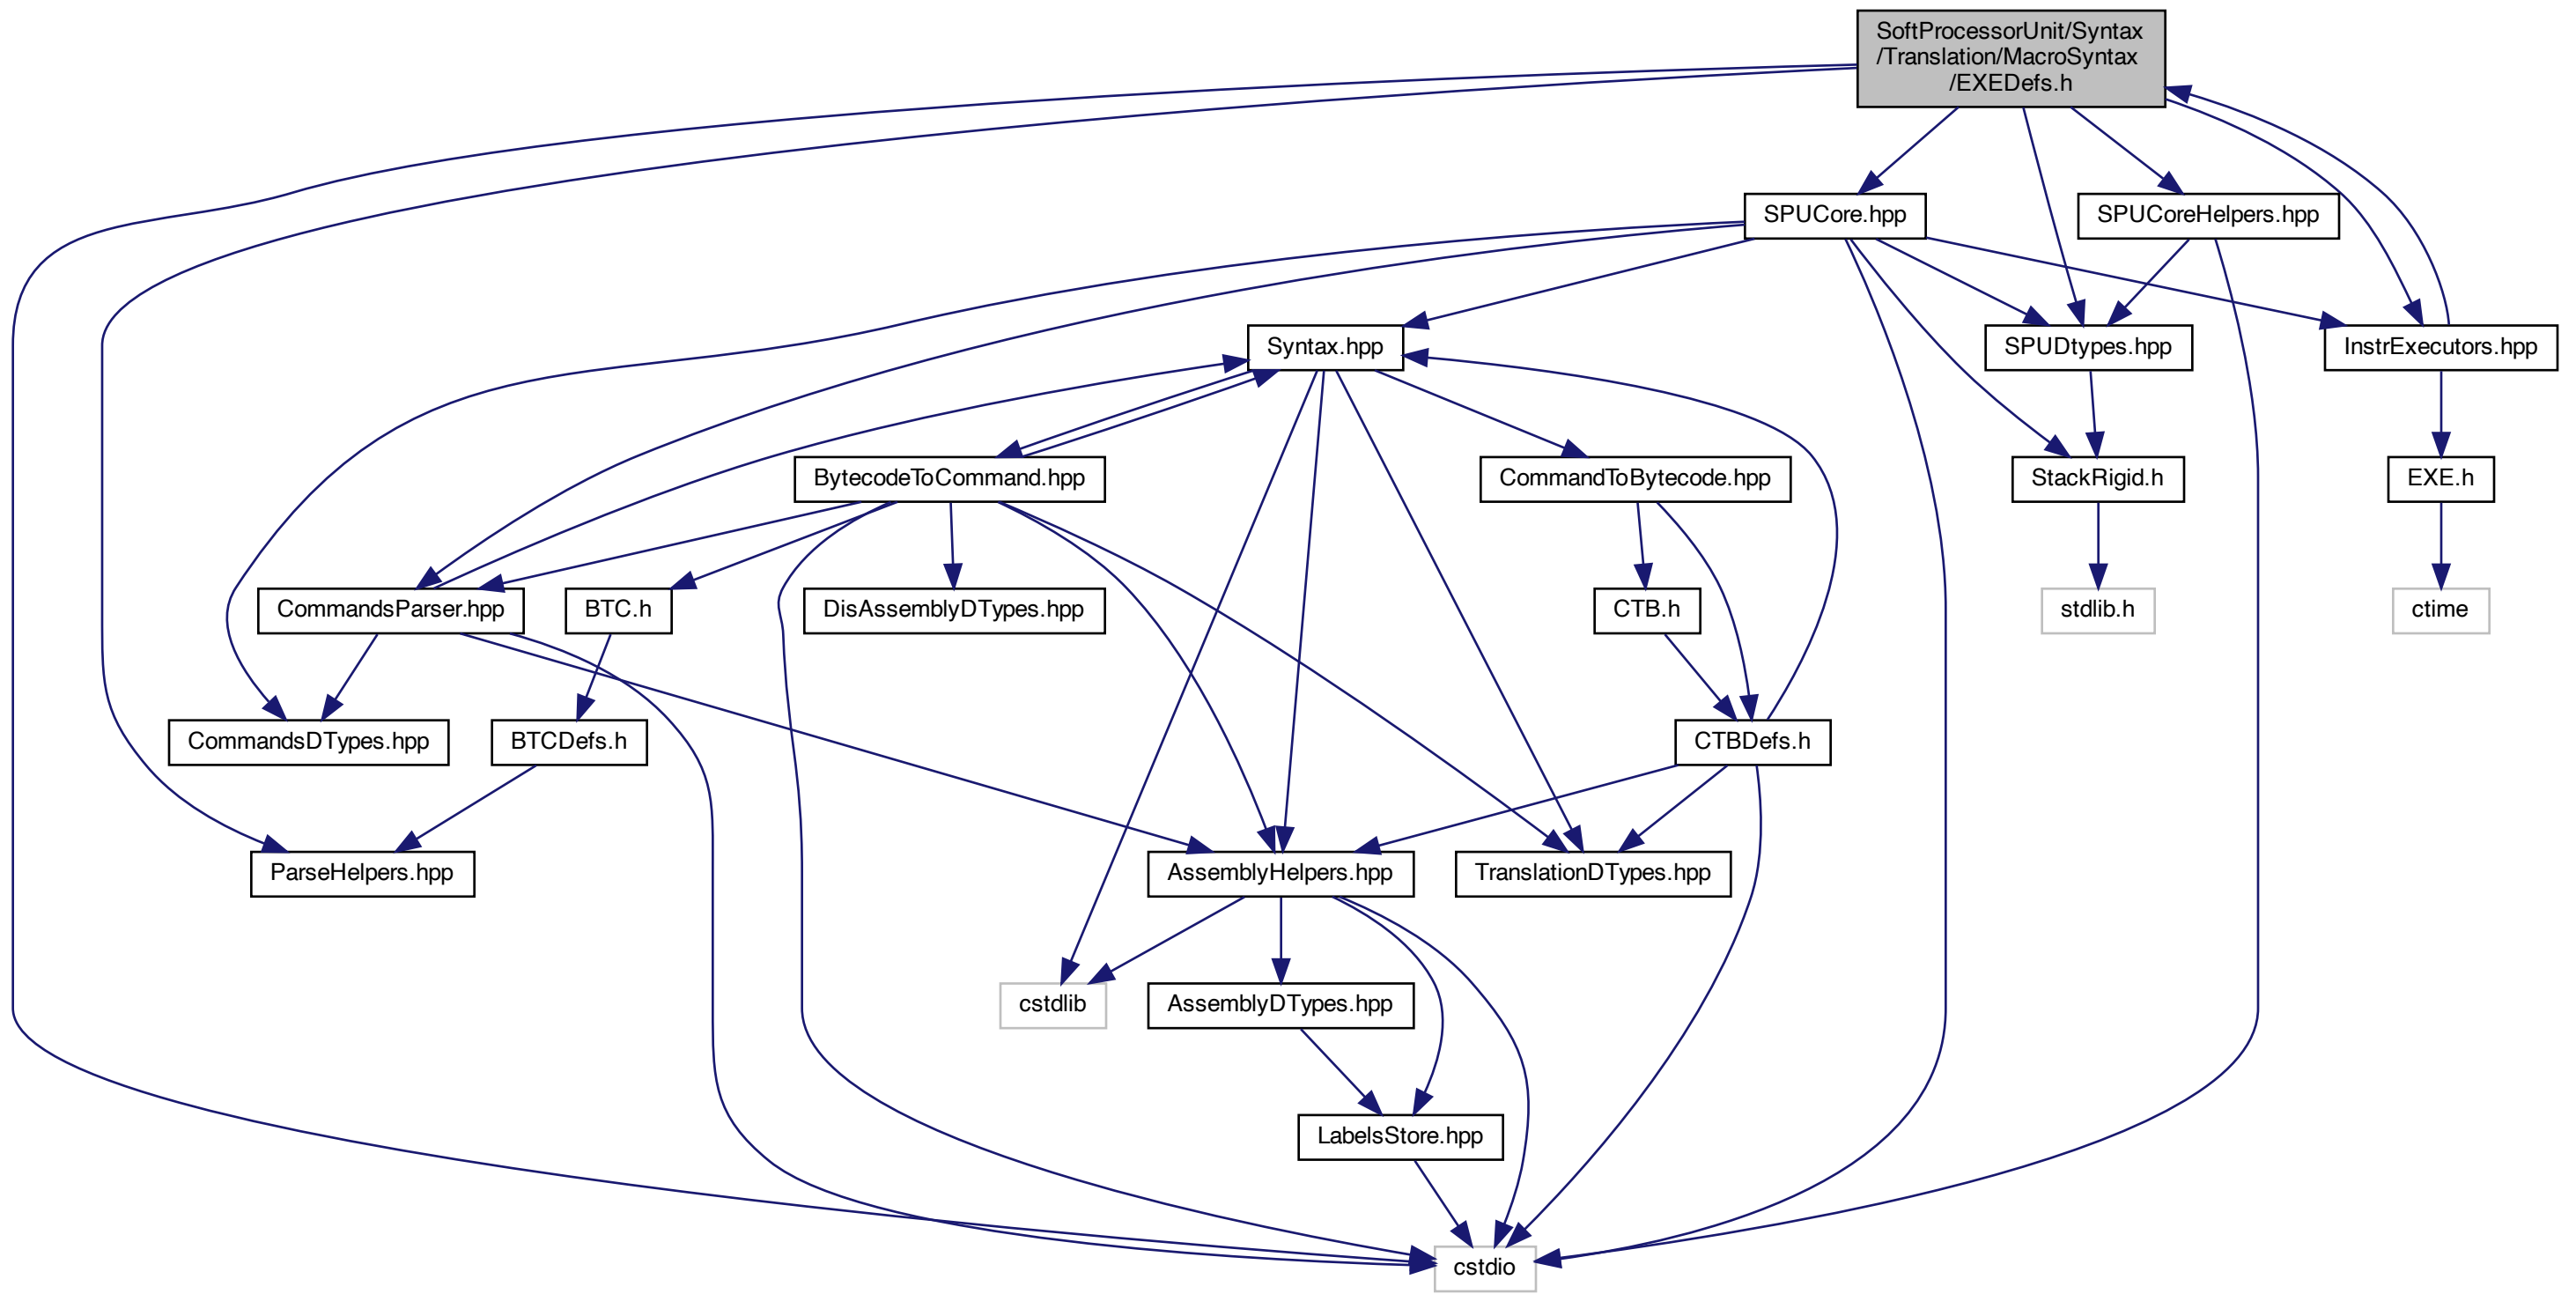 SoftProcessorUnit/Syntax
/Translation/MacroSyntax
/EXEDefs.h
SPUCore.hpp
SPUCoreHelpers.hpp
Syntax.hpp
SPUDtypes.hpp
InstrExecutors.hpp
BytecodeToCommand.hpp
CommandToBytecode.hpp
StackRigid.h
EXE.h
CommandsParser.hpp
BTC.h
DisAssemblyDTypes.hpp
CTB.h
stdlib.h
ctime
CommandsDTypes.hpp
BTCDefs.h
CTBDefs.h
ParseHelpers.hpp
AssemblyHelpers.hpp
TranslationDTypes.hpp
cstdlib
AssemblyDTypes.hpp
LabelsStore.hpp
cstdio